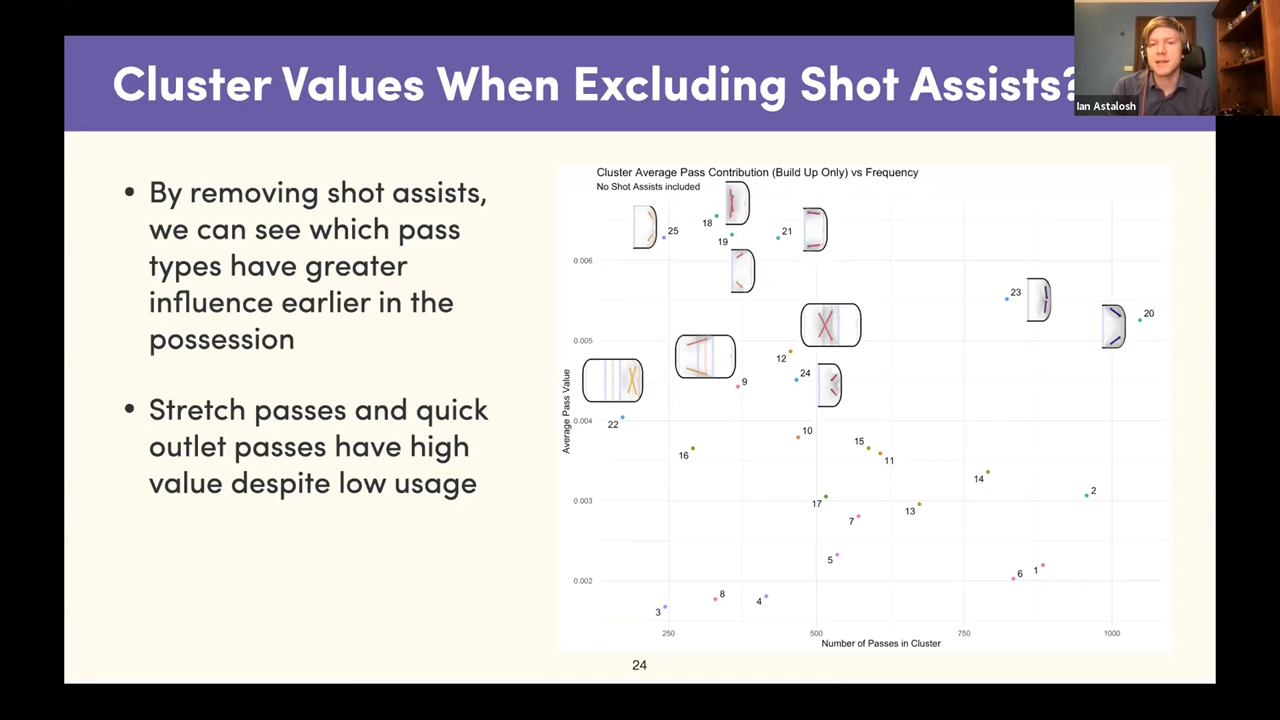 Cluster Values When Excluding Shot Assists?
Ian Astalosh
• By removing shot assists,
we can see which pass
types have greater
influence earlier in the
possession
• Stretch passes and quick
outlet passes have high
value despite low usage
Cluster Average Pass Contribution (Build Up Only) vs Frequency
No Shot Assists included
Average Pass Value
0.006
0.005
0.004
0.003
0.002
18
25
19
21
23
20
12
24
9
22
10
15
16
11
14
2
17
13
7
5
6
1
8
4
3
250
500
750
1000
Number of Passes in Cluster
24